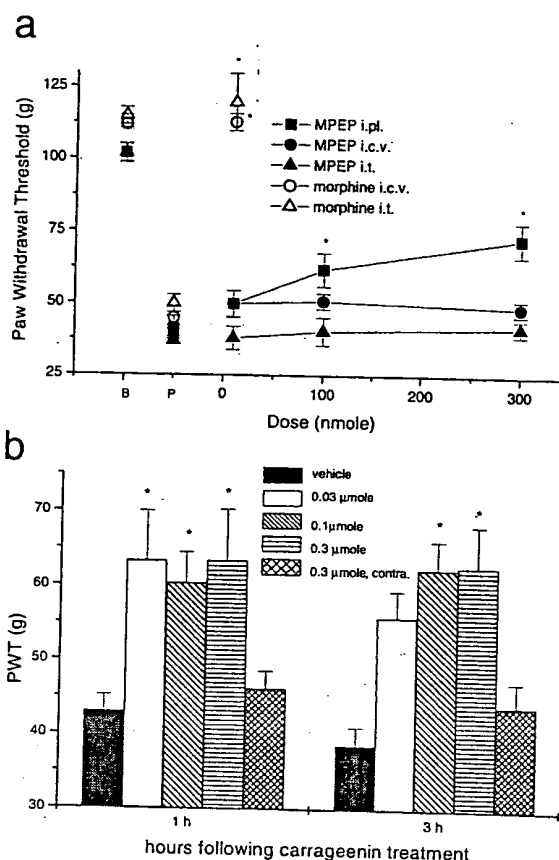 a
Paw Withdrawal Threshold (g)
125
100
75
50
25
B P 0 100 200 300
Dose (nmole)
MPEP i.pl.
MPEP i.c.v.
MPEP i.t.
morphine i.c.v.
morphine i.t.
* * * *
b
PWT (g)
70
60
50
40
30
vehicle
0.03 µmole
0.1µmole
0.3 µmole
0.3 µmole, contra.
* * * * *
1 h 3 h
hours following carrageenin treatment